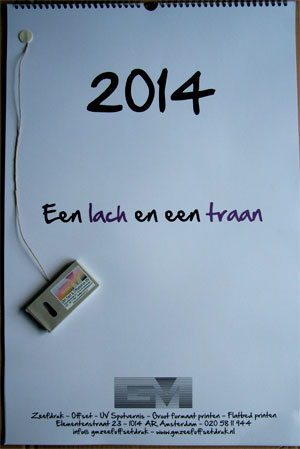 2014
Een lach en een traan
GM
Zeefdruk - Offset - UV Spotvernis - Groot formaat printen - Flatbed printen
Elementenstraat 23 - 1014 AR Amsterdam - 020 58 11 944
info@gmzeefoffsetdruk.nl - www.gmzeefoffsetdruk.nl